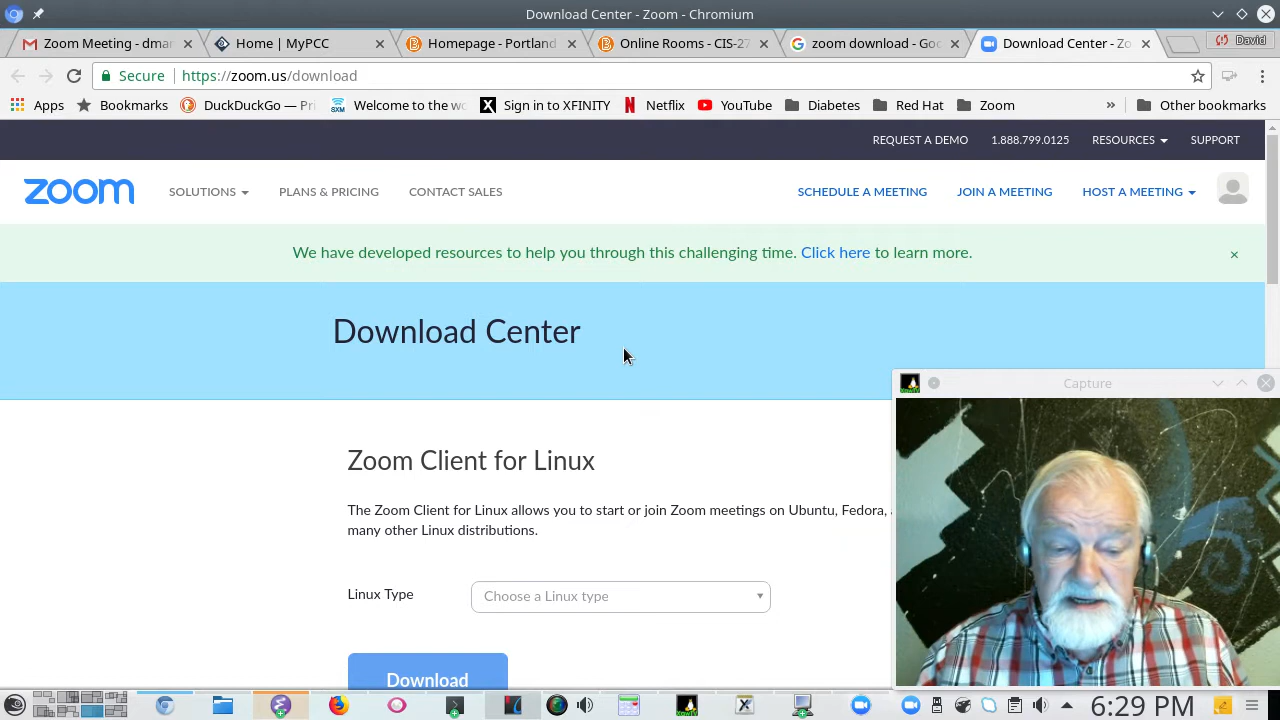 Download Center - Zoom - Chromium
Zoom Meeting - dmar
Home | MyPCC
Homepage - Portland
Online Rooms - CIS-27
zoom download - Goo
Download Center - Zo
David
Secure
https://zoom.us/download
Apps
Bookmarks
DuckDuckGo — Pri
Welcome to the wo
Sign in to XFINITY
Netflix
YouTube
Diabetes
Red Hat
Zoom
»
Other bookmarks
REQUEST A DEMO
1.888.799.0125
RESOURCES
SUPPORT
zoom
SOLUTIONS
PLANS & PRICING
CONTACT SALES
SCHEDULE A MEETING
JOIN A MEETING
HOST A MEETING
We have developed resources to help you through this challenging time. Click here to learn more.
Download Center
Capture
Zoom Client for Linux
The Zoom Client for Linux allows you to start or join Zoom meetings on Ubuntu, Fedora,
many other Linux distributions.
Linux Type
Choose a Linux type
Download
6:29 PM